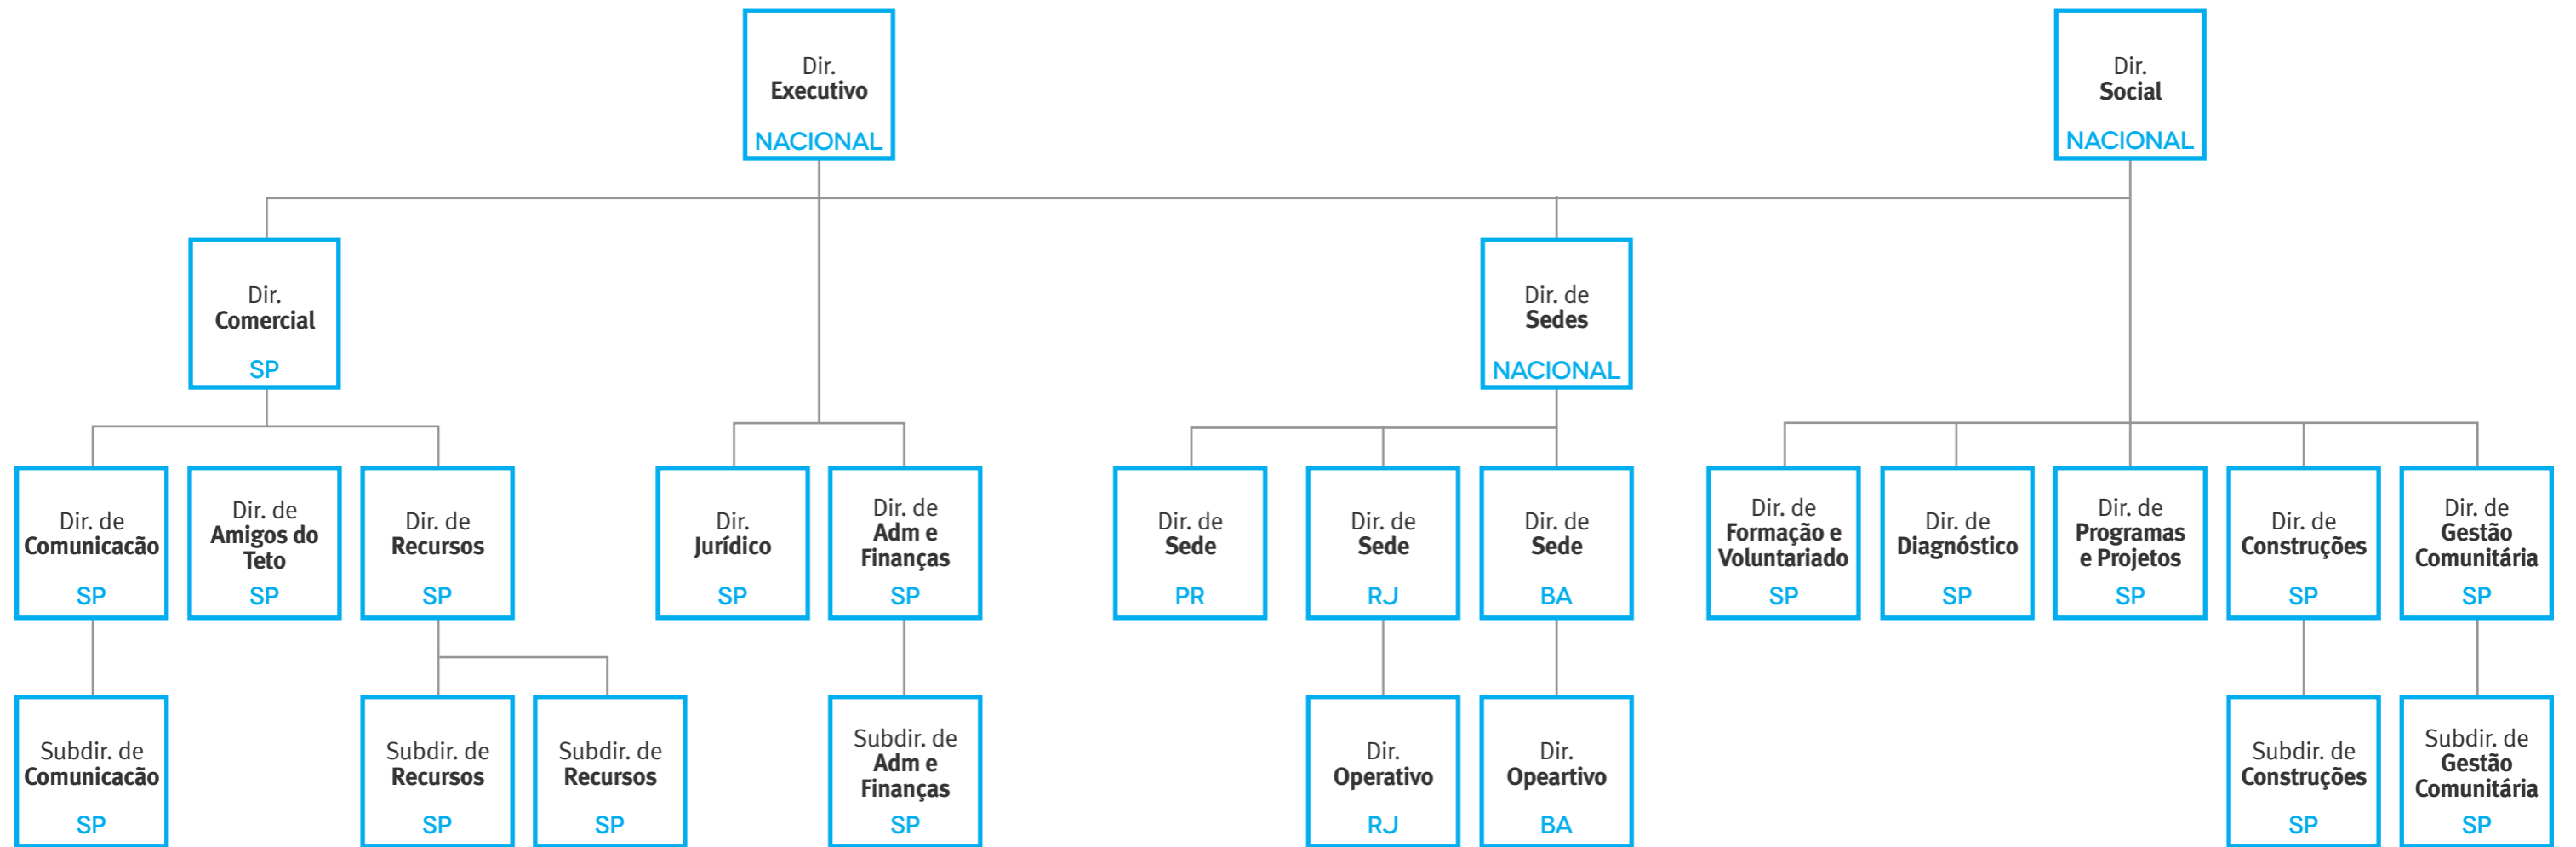 Dir.
Executivo
NACIONAL
Dir.
Social
NACIONAL
Dir.
Comercial
SP
Dir. de
Sedes
NACIONAL
Dir. de
Comunicacão
SP
Dir. de
Amigos do
Teto
SP
Dir. de
Recursos
SP
Dir.
Jurídico
SP
Dir. de
Adm e
Finanças
SP
Dir. de
Sede
PR
Dir. de
Sede
RJ
Dir. de
Sede
BA
Dir. de
Formação e
Voluntariado
SP
Dir. de
Diagnóstico
SP
Dir. de
Programas
e Projetos
SP
Dir. de
Construções
SP
Dir. de
Gestão
Comunitária
SP
Subdir. de
Comunicacão
SP
Subdir. de
Recursos
SP
Subdir. de
Recursos
SP
Subdir. de
Adm e
Finanças
SP
Dir.
Operativo
RJ
Dir.
Opeartivo
BA
Subdir. de
Construções
SP
Subdir. de
Gestão
Comunitária
SP